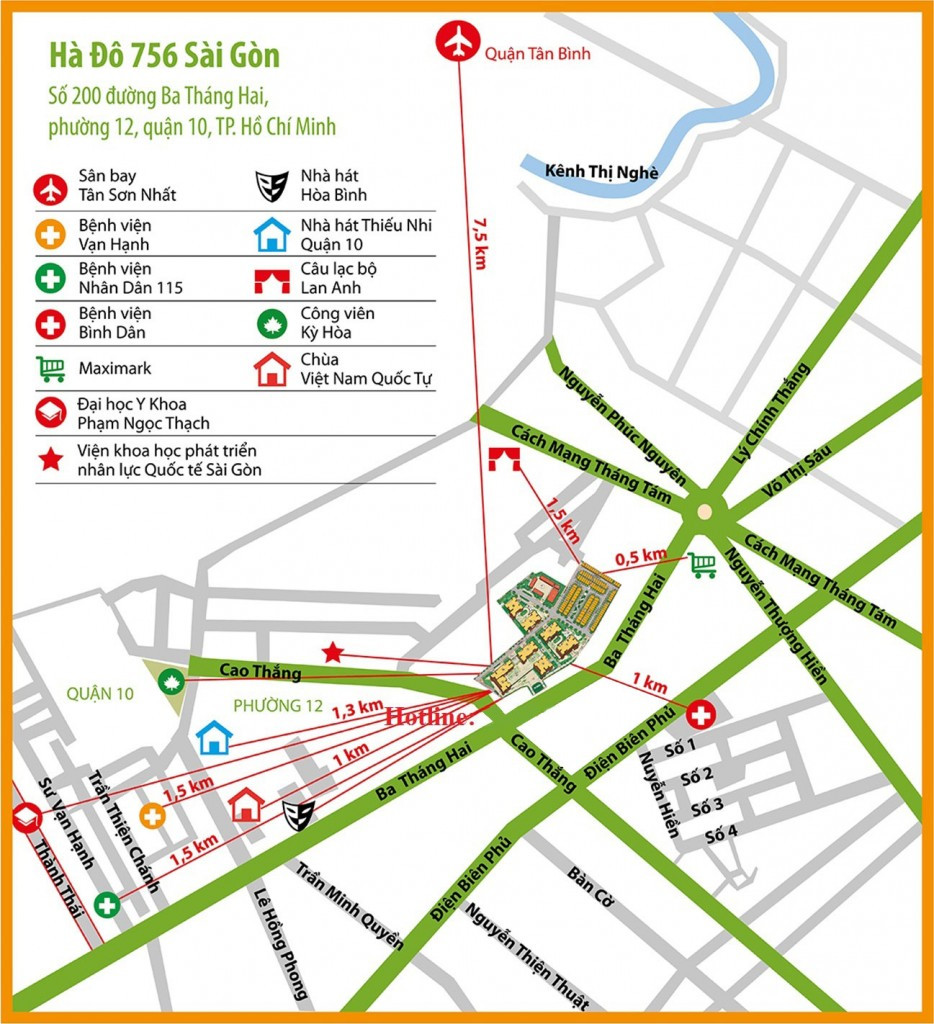 Hà Đô 756 Sài Gòn
Số 200 đường Ba Tháng Hai,
phường 12, quận 10, TP. Hồ Chí Minh
Sân bay
Tân Sơn Nhất
Nhà hát
Hòa Bình
Bệnh viện
Vạn Hạnh
Nhà hát Thiếu Nhi
Quận 10
Bệnh viện
Nhân Dân 115
Câu lạc bộ
Lan Anh
Bệnh viện
Bình Dân
Công viên
Kỳ Hòa
Maximark
Chùa
Việt Nam Quốc Tự
Đại học Y Khoa
Phạm Ngọc Thạch
Viện khoa học phát triển
nhân lực Quốc tế Sài Gòn
Quận Tân Bình
Kênh Thị Nghè
7,5 km
Nguyễn Phúc Nguyên
Lý Chính Thắng
Cách Mạng Tháng Tám
Võ Thị Sáu
1,5 km
0,5 km
Cách Mạng Tháng Tám
Nguyễn Thượng Hiền
Ba Tháng Hai
Cao Thắng
1 km
QUẬN 10
PHƯỜNG 12
1,3 km
Hotline:
1 km
Điện Biên Phủ
Số 1
Số 2
Số 3
Số 4
Nuyễn Hiền
Ba Tháng Hai
Cao Thắng
1,5 km
Sư Vạn Hạnh
Trần Thiện Chánh
1,5 km
Thành Thái
Điện Biên Phủ
Bàn Cờ
Lê Hồng Phong
Trần Minh Quyền
Nguyễn Thiện Thuật